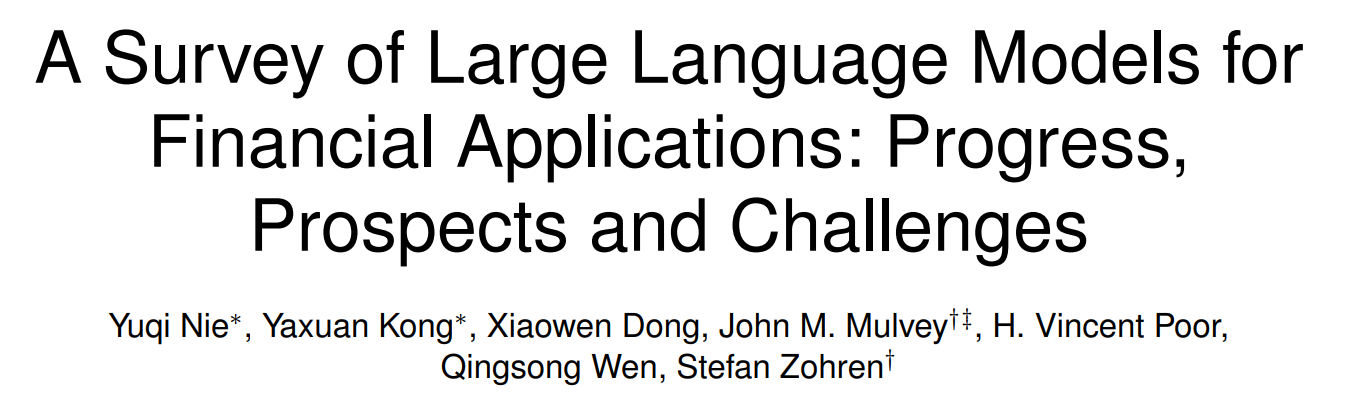 A Survey of Large Language Models for
Financial Applications: Progress,
Prospects and Challenges
Yuqi Nie*, Yaxuan Kong*, Xiaowen Dong, John M. Mulvey†‡, H. Vincent Poor,
Qingsong Wen, Stefan Zohren†